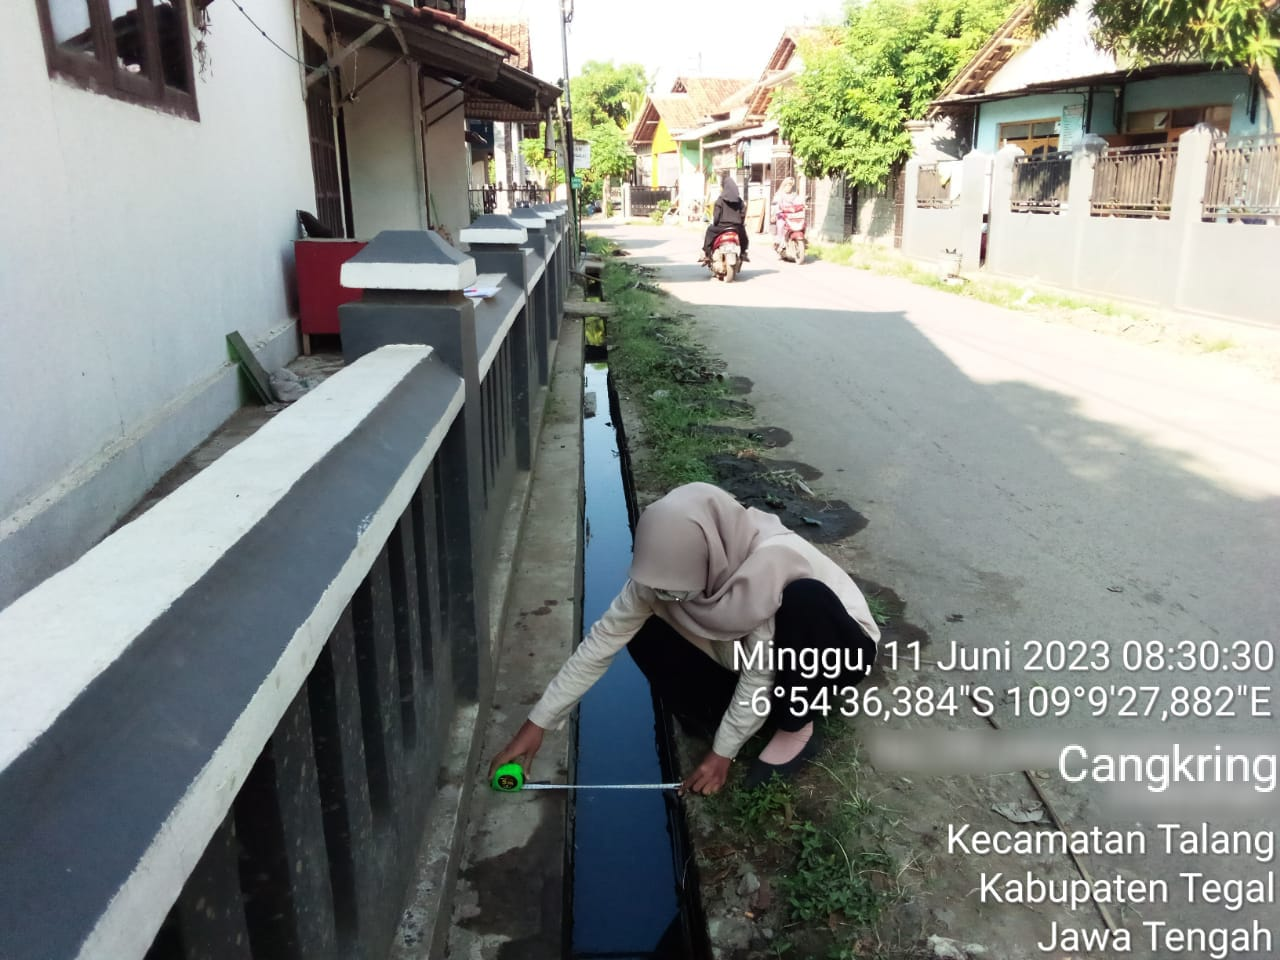 Minggu, 11 Juni 2023 08:30:30
-6°54'36,384"S 109°9'27,882"E
Cangkring
Kecamatan Talang
Kabupaten Tegal
Jawa Tengah